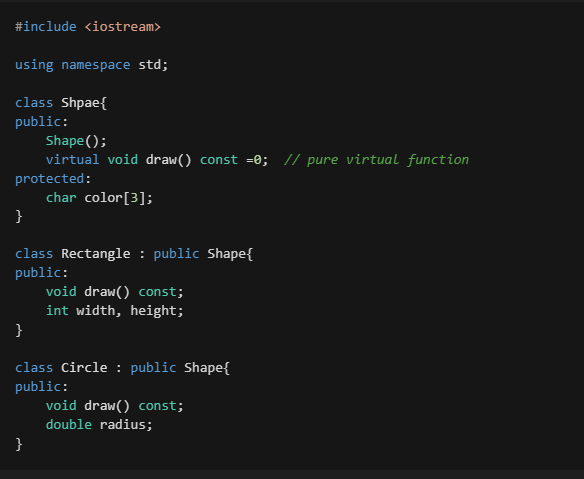 #include <iostream>
using namespace std;
class Shpae{
public:
Shape();
virtual void draw() const =0;  // pure virtual function
protected:
char color[3];
}
class Rectangle : public Shape{
public:
void draw() const;
int width, height;
}
class Circle : public Shape{
public:
void draw() const;
double radius;
}